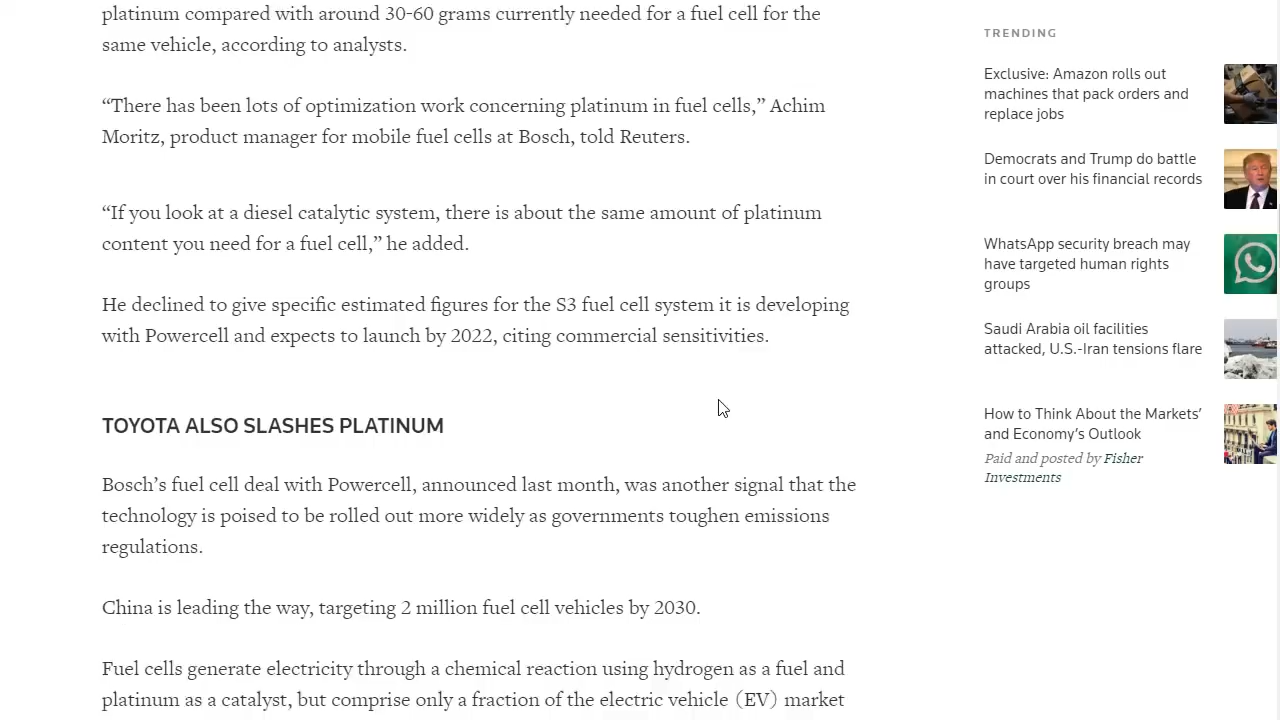 platinum compared with around 30-60 grams currently needed for a fuel cell for the
same vehicle, according to analysts.
“There has been lots of optimization work concerning platinum in fuel cells,” Achim
Moritz, product manager for mobile fuel cells at Bosch, told Reuters.
“If you look at a diesel catalytic system, there is about the same amount of platinum
content you need for a fuel cell,” he added.
He declined to give specific estimated figures for the S3 fuel cell system it is developing
with Powercell and expects to launch by 2022, citing commercial sensitivities.
TOYOTA ALSO SLASHES PLATINUM
Bosch’s fuel cell deal with Powercell, announced last month, was another signal that the
technology is poised to be rolled out more widely as governments toughen emissions
regulations.
China is leading the way, targeting 2 million fuel cell vehicles by 2030.
Fuel cells generate electricity through a chemical reaction using hydrogen as a fuel and
platinum as a catalyst, but comprise only a fraction of the electric vehicle (EV) market
TRENDING
Exclusive: Amazon rolls out
machines that pack orders and
replace jobs
Democrats and Trump do battle
in court over his financial records
WhatsApp security breach may
have targeted human rights
groups
Saudi Arabia oil facilities
attacked, U.S.-Iran tensions flare
How to Think About the Markets’
and Economy’s Outlook
Paid and posted by Fisher
Investments